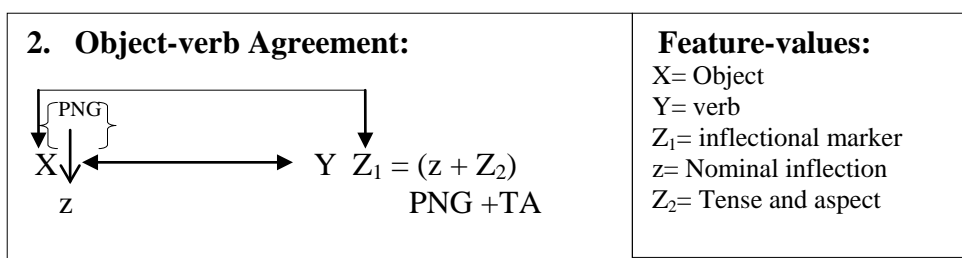 2. Object-verb Agreement:
PNG
X Y Z₁ = (z + Z₂)
z PNG +TA
Feature-values:
X= Object
Y= verb
Z₁= inflectional marker
z= Nominal inflection
Z₂= Tense and aspect